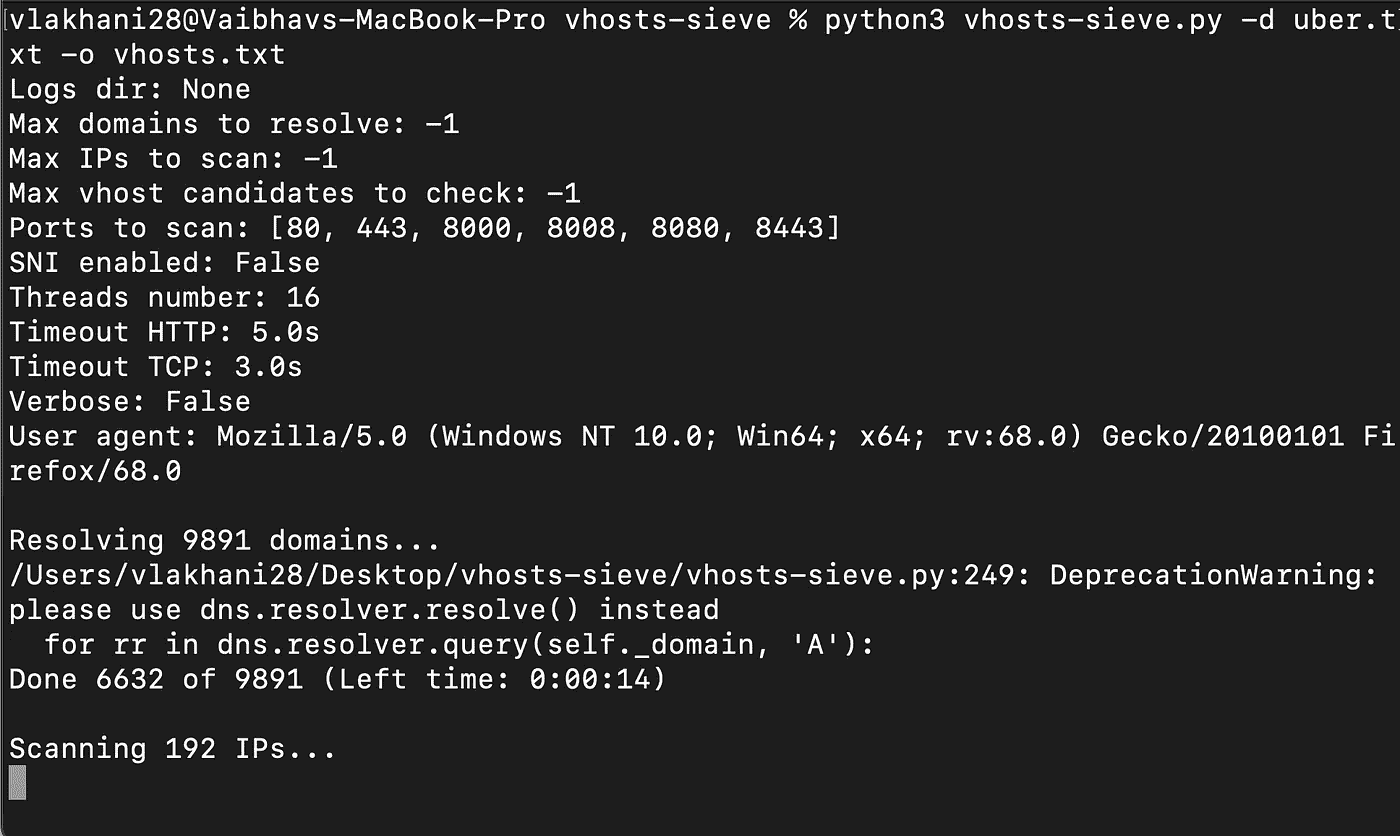 [vlakhani28@Vaibhavs-MacBook-Pro vhosts-sieve % python3 vhosts-sieve.py -d uber.t]
xt -o vhosts.txt
Logs dir: None
Max domains to resolve: -1
Max IPs to scan: -1
Max vhost candidates to check: -1
Ports to scan: [80, 443, 8000, 8008, 8080, 8443]
SNI enabled: False
Threads number: 16
Timeout HTTP: 5.0s
Timeout TCP: 3.0s
Verbose: False
User agent: Mozilla/5.0 (Windows NT 10.0; Win64; x64; rv:68.0) Gecko/20100101 Fi
refox/68.0

Resolving 9891 domains...
/Users/vlakhani28/Desktop/vhosts-sieve/vhosts-sieve.py:249: DeprecationWarning:
please use dns.resolver.resolve() instead
  for rr in dns.resolver.query(self._domain, 'A'):
Done 6632 of 9891 (Left time: 0:00:14)

Scanning 192 IPs...